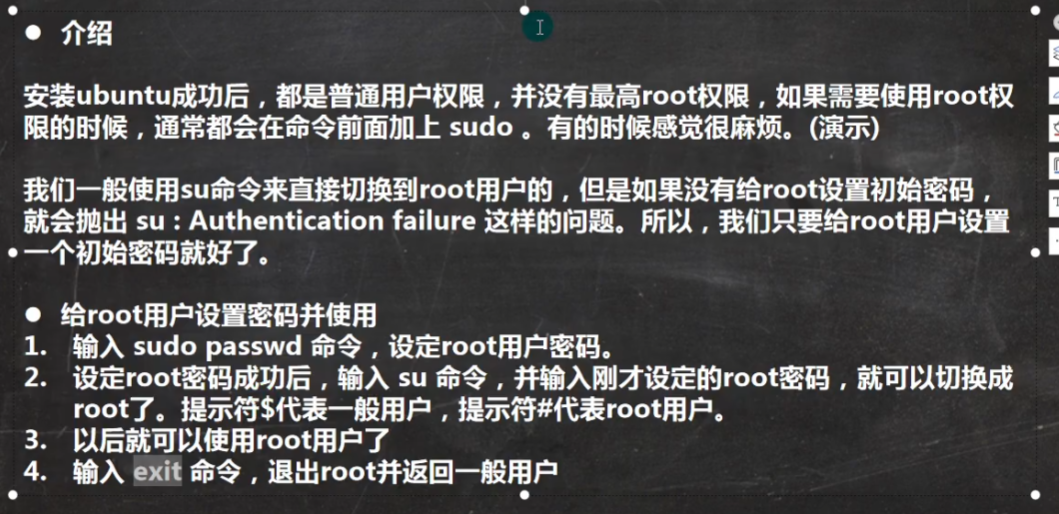 ● 介绍
安装ubuntu成功后，都是普通用户权限，并没有最高root权限，如果需要使用root权
限的时候，通常都会在命令前面加上 sudo 。有的时候感觉很麻烦。(演示)
我们一般使用su命令来直接切换到root用户的，但是如果没有给root设置初始密码，
就会抛出 su : Authentication failure 这样的问题。所以，我们只要给root用户设置
一个初始密码就好了。
● 给root用户设置密码并使用
1. 输入 sudo passwd 命令，设定root用户密码。
2. 设定root密码成功后，输入 su 命令，并输入刚才设定的root密码，就可以切换成
root了。提示符$代表一般用户，提示符#代表root用户。
3. 以后就可以使用root用户了
4. 输入 exit 命令，退出root并返回一般用户